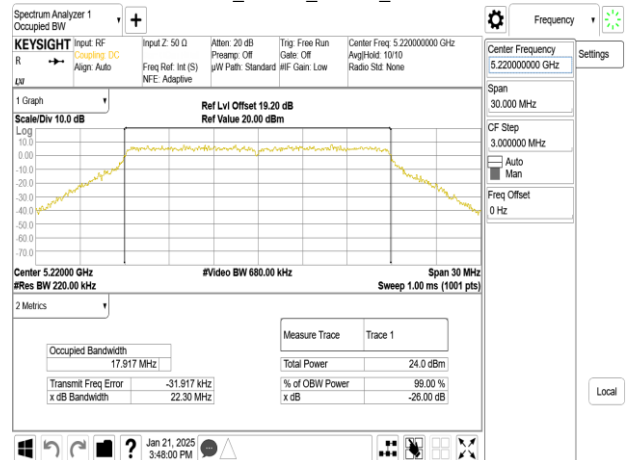 Spectrum Analyzer 1
Occupied BW
Frequency
KEYSIGHT Input: RF Input Z: 50 Ω Atten: 20 dB Trig: Free Run Center Freq: 5.220000000 GHz
R Coupling: DC Preamp: Off Gate: Off Avg|Hold: 10/10
Align: Auto Freq Ref: Int (S) µW Path: Standard #IF Gain: Low Radio Std: None
LXI NFE: Adaptive
Center Frequency
5.220000000 GHz
Settings
Span
30.000 MHz
CF Step
3.000000 MHz
Auto
Man
Freq Offset
0 Hz
Local
1 Graph
Ref Lvl Offset 19.20 dB
Scale/Div 10.0 dB Ref Value 20.00 dBm
Log
10.0
0.00
-10.0
-20.0
-30.0
-40.0
-50.0
-60.0
-70.0
Center 5.22000 GHz #Video BW 680.00 kHz Span 30 MHz
#Res BW 220.00 kHz Sweep 1.00 ms (1001 pts)
2 Metrics
Measure Trace Trace 1
Occupied Bandwidth
17.917 MHz Total Power 24.0 dBm
Transmit Freq Error -31.917 kHz % of OBW Power 99.00 %
x dB Bandwidth 22.30 MHz x dB -26.00 dB
Jan 21, 2025
3:48:00 PM